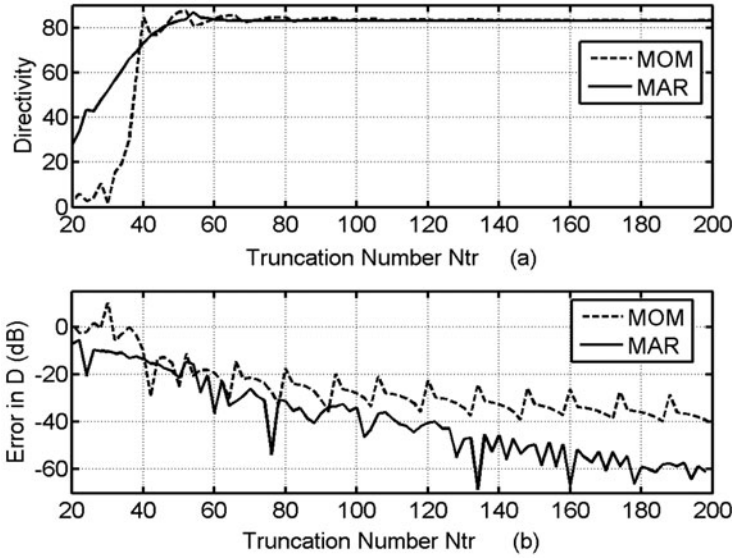 80
60
40
20
0
Directivity
MOM
MAR
20 40 60 80 100 120 140 160 180 200
Truncation Number Ntr (a)
0
-20
-40
-60
Error in D (dB)
MOM
MAR
20 40 60 80 100 120 140 160 180 200
Truncation Number Ntr (b)